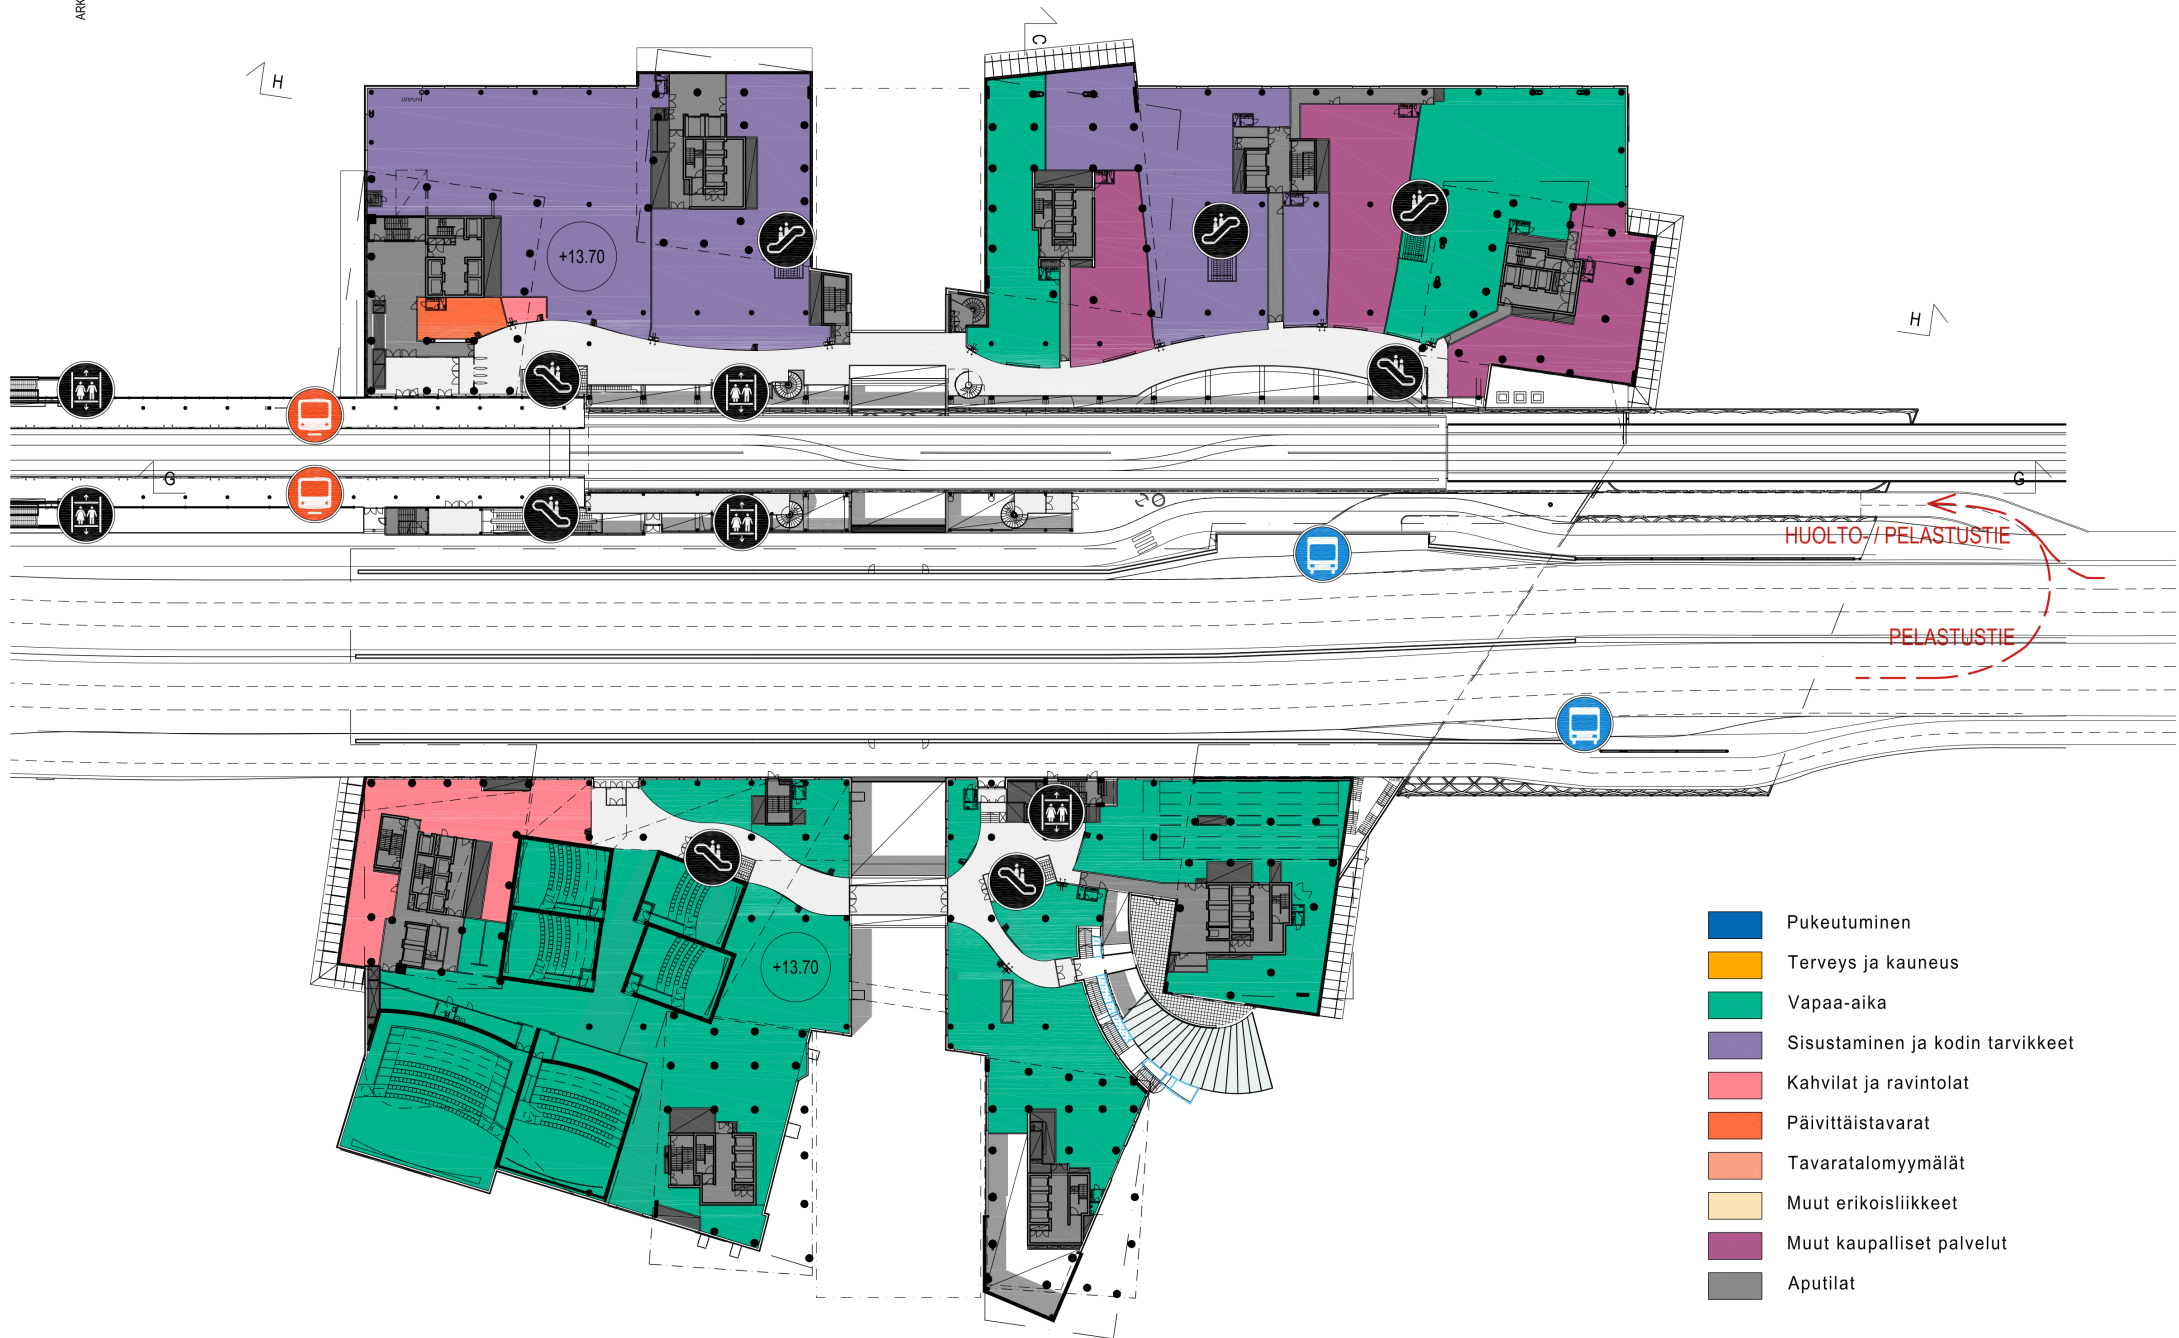 ARK
C
H
+13.70
H
G
G
HUOLTO- / PELASTUSTIE
PELASTUSTIE
+13.70
Pukeutuminen
Terveys ja kauneus
Vapaa-aika
Sisustaminen ja kodin tarvikkeet
Kahvilat ja ravintolat
Päivittäistavarat
Tavaratalomyymälät
Muut erikoisliikkeet
Muut kaupalliset palvelut
Aputilat